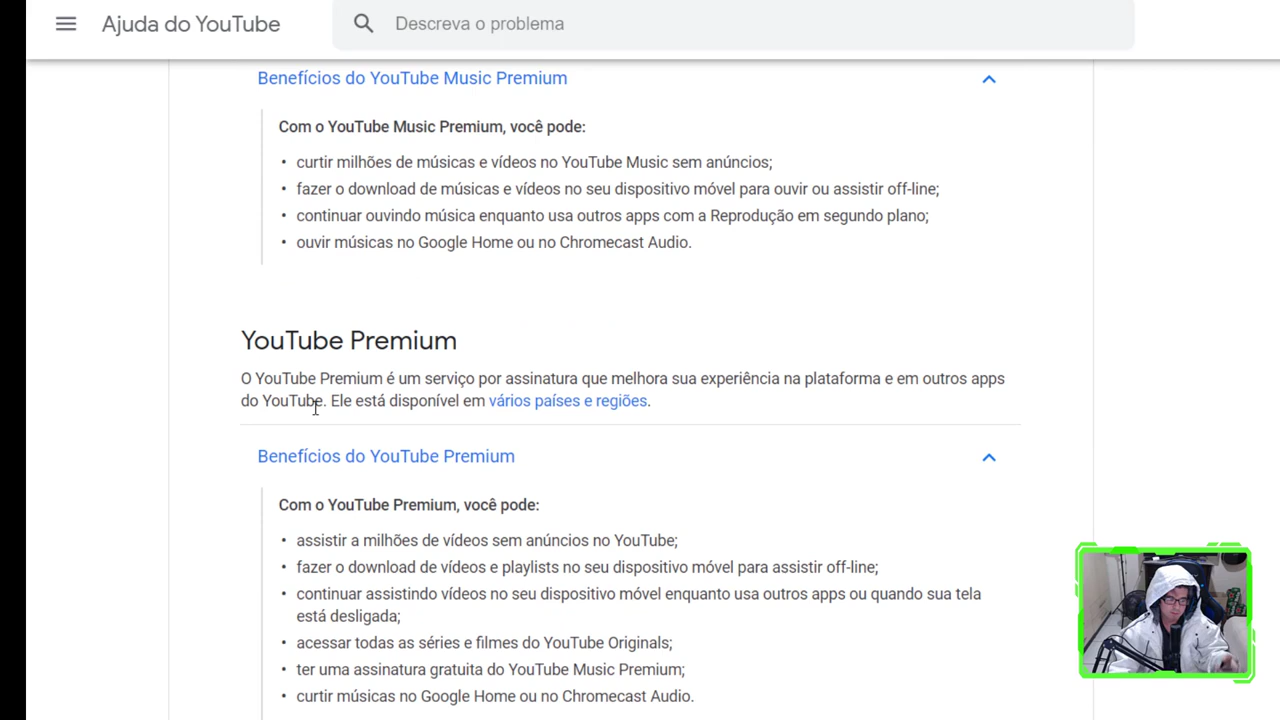 Ajuda do YouTube
Descreva o problema
Benefícios do YouTube Music Premium
Com o YouTube Music Premium, você pode:
• curtir milhões de músicas e vídeos no YouTube Music sem anúncios;
• fazer o download de músicas e vídeos no seu dispositivo móvel para ouvir ou assistir off-line;
• continuar ouvindo música enquanto usa outros apps com a Reprodução em segundo plano;
• ouvir músicas no Google Home ou no Chromecast Audio.
YouTube Premium
O YouTube Premium é um serviço por assinatura que melhora sua experiência na plataforma e em outros apps
do YouTube. Ele está disponível em vários países e regiões.
Benefícios do YouTube Premium
Com o YouTube Premium, você pode:
• assistir a milhões de vídeos sem anúncios no YouTube;
• fazer o download de vídeos e playlists no seu dispositivo móvel para assistir off-line;
• continuar assistindo vídeos no seu dispositivo móvel enquanto usa outros apps ou quando sua tela
está desligada;
• acessar todas as séries e filmes do YouTube Originals;
• ter uma assinatura gratuita do YouTube Music Premium;
• curtir músicas no Google Home ou no Chromecast Audio.